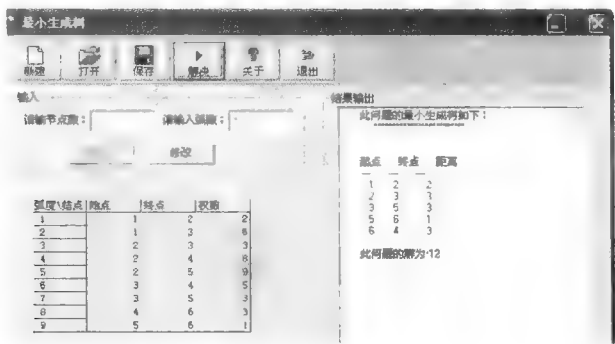 最小生成树
新建 打开 保存 解决 关于 退出
输入
请输节点数：
请输入弧数：
修改
弧度\结点 始点 终点 权数
1 1 2 2
2 1 3 6
3 2 3 3
4 2 4 8
5 2 5 9
6 3 4 5
7 3 5 3
8 4 6 3
9 5 6 1
结果输出
此问题的最小生成树如下：
起点 终点 距离
1 2 2
2 3 3
3 5 3
5 6 1
6 4 3
此问题的解为:12